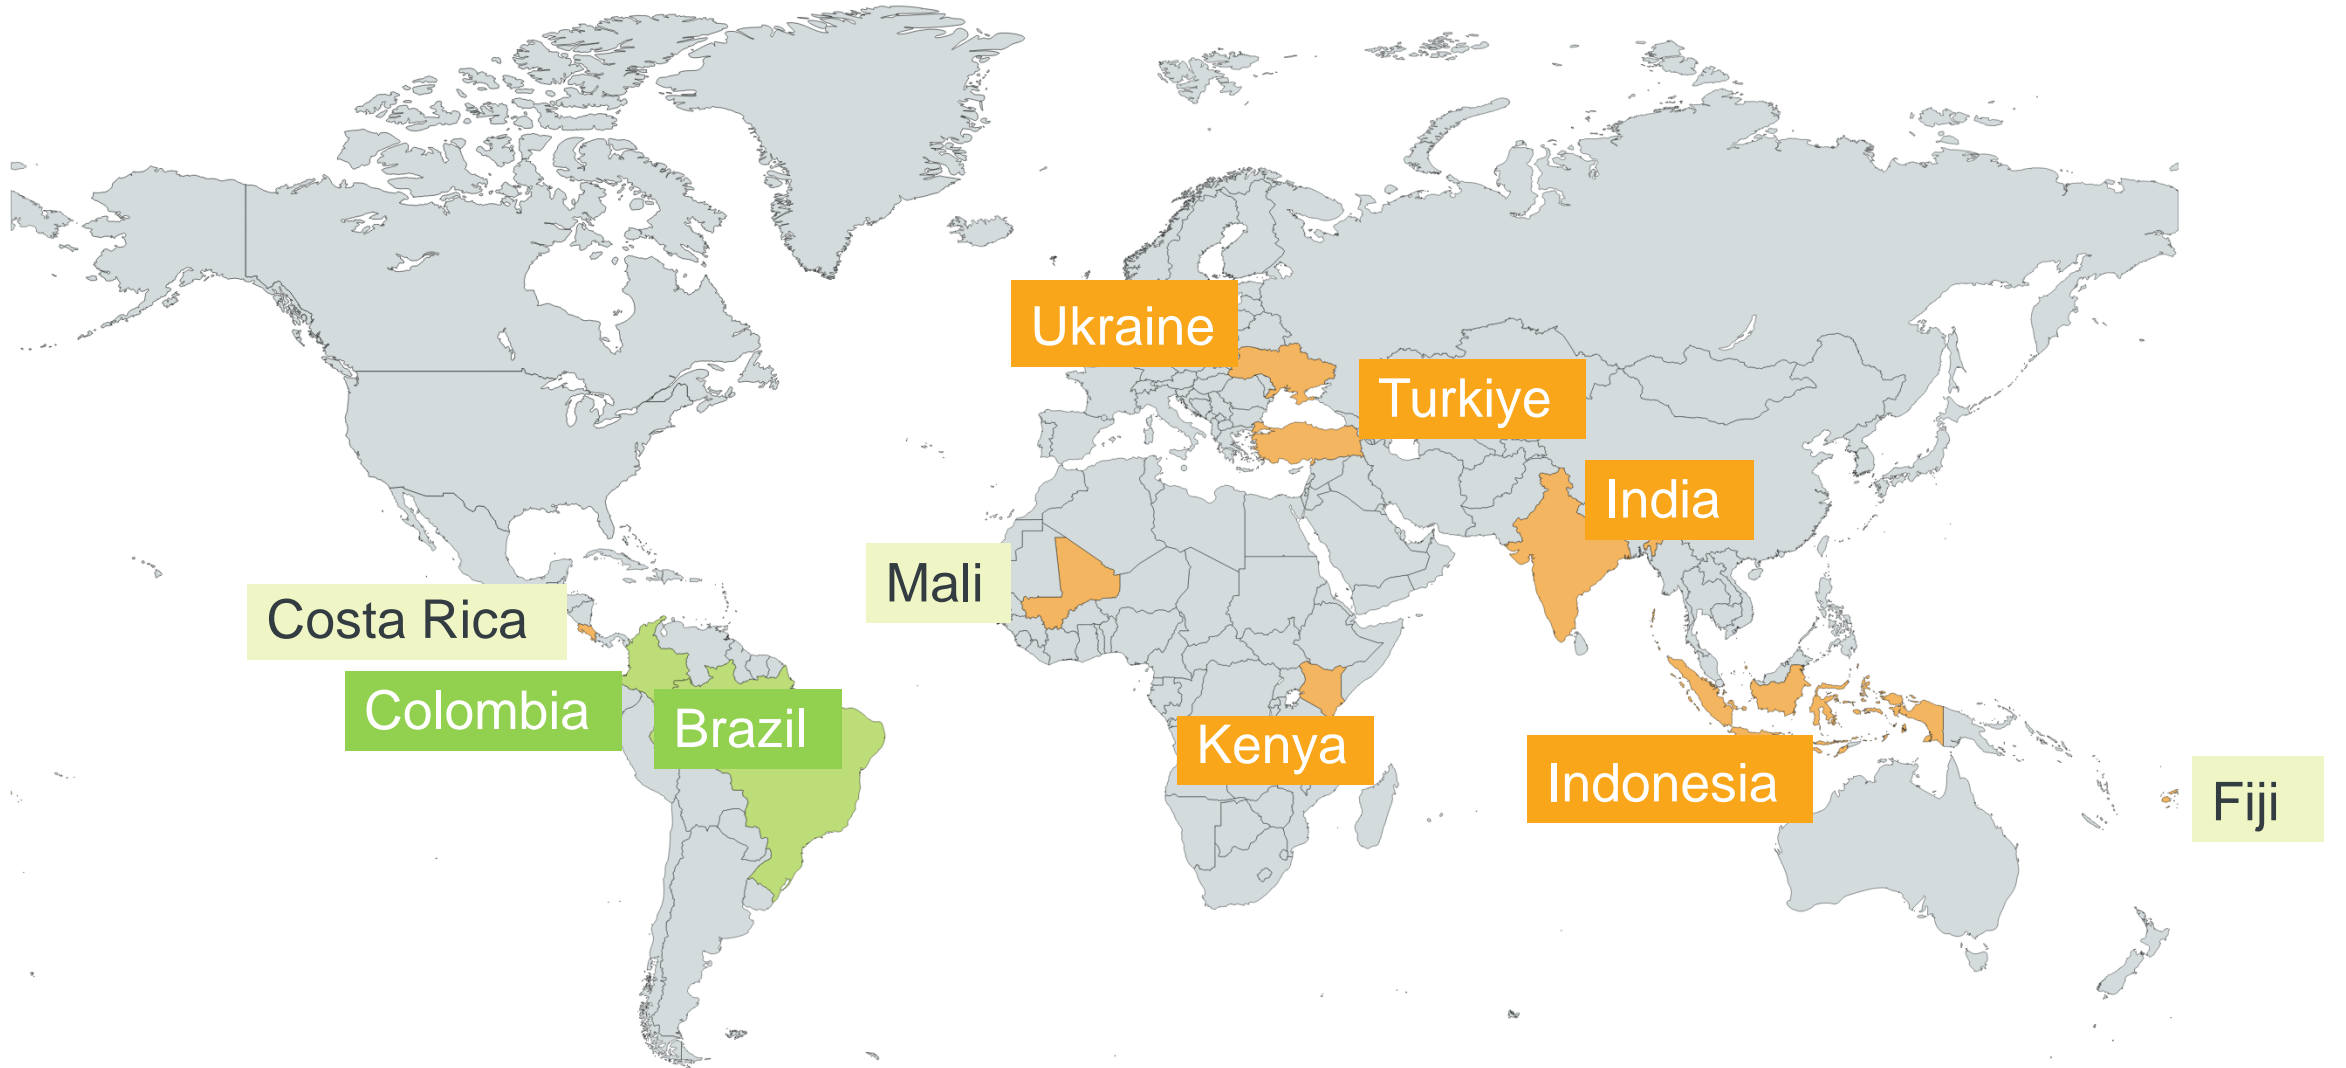 Ukraine
Turkiye
India
Mali
Costa Rica
Colombia
Brazil
Kenya
Indonesia
Fiji